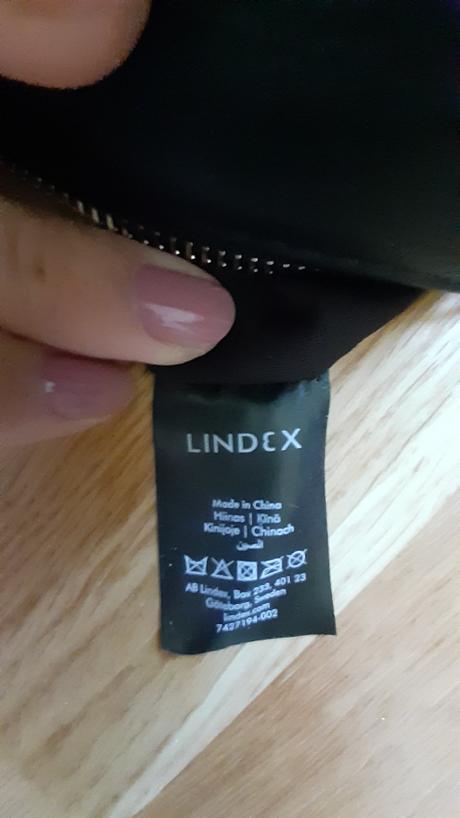 LINDEX
Made in China
Hiinas | Ķīnā
Kinijoje | Chinach
الصين
AB Lindex, Box 233, 401 23
Göteborg, Sweden
lindex.com
7427194-002